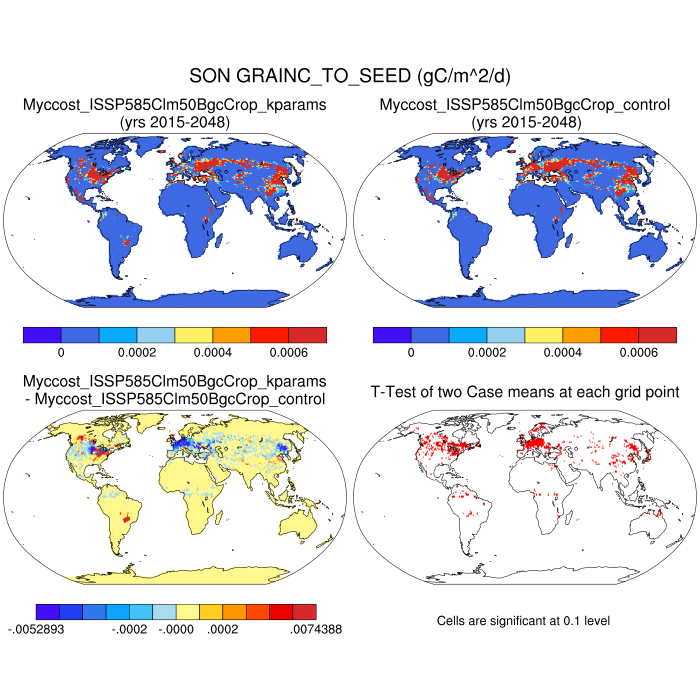 SON GRAINC_TO_SEED (gC/m^2/d)
Myccost_ISSP585Clm50BgcCrop_kparams
(yrs 2015-2048)
Myccost_ISSP585Clm50BgcCrop_control
(yrs 2015-2048)
0 0.0002 0.0004 0.0006
0 0.0002 0.0004 0.0006
Myccost_ISSP585Clm50BgcCrop_kparams
- Myccost_ISSP585Clm50BgcCrop_control
T-Test of two Case means at each grid point
-.0052893 -.0002 -.0000 .0002 .0074388
Cells are significant at 0.1 level